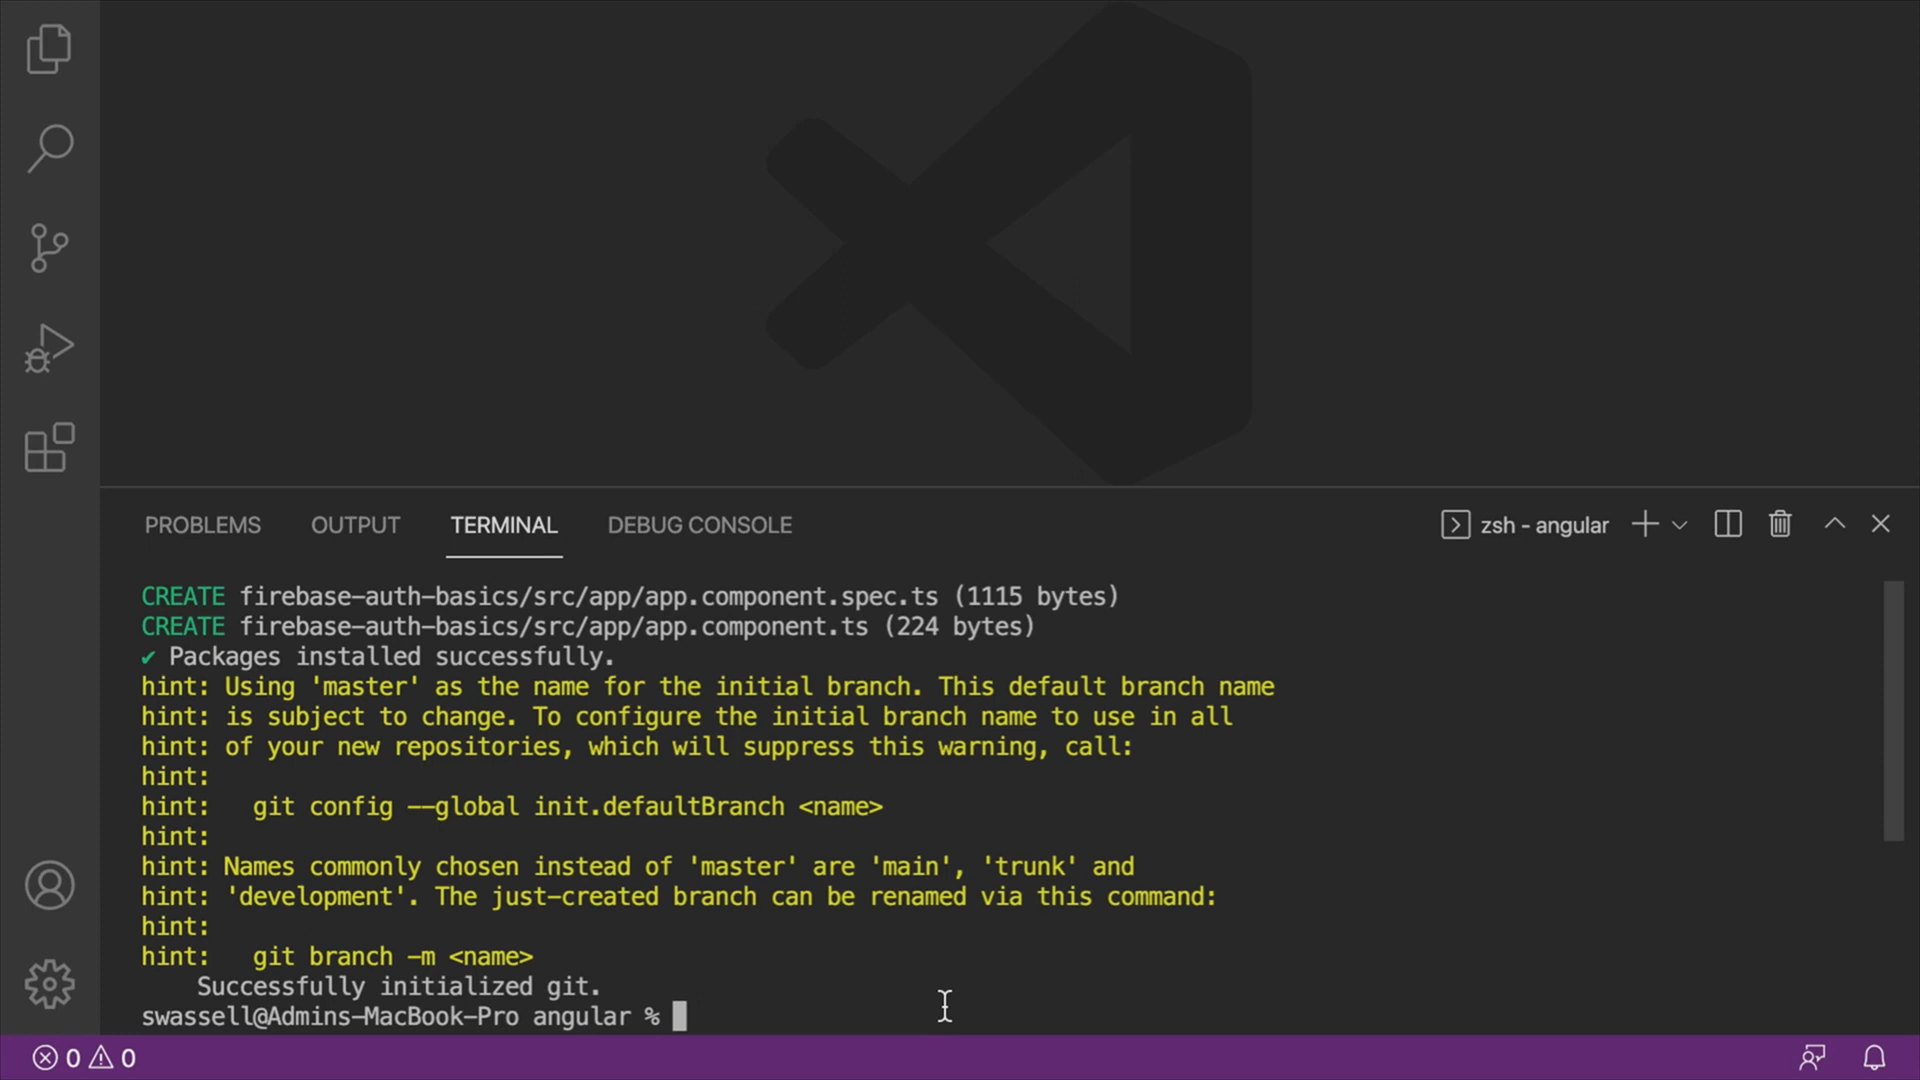 PROBLEMS OUTPUT TERMINAL DEBUG CONSOLE zsh - angular
CREATE firebase-auth-basics/src/app/app.component.spec.ts (1115 bytes)
CREATE firebase-auth-basics/src/app/app.component.ts (224 bytes)
✔ Packages installed successfully.
hint: Using 'master' as the name for the initial branch. This default branch name
hint: is subject to change. To configure the initial branch name to use in all
hint: of your new repositories, which will suppress this warning, call:
hint:
hint:   git config --global init.defaultBranch <name>
hint:
hint: Names commonly chosen instead of 'master' are 'main', 'trunk' and
hint: 'development'. The just-created branch can be renamed via this command:
hint:
hint:   git branch -m <name>
    Successfully initialized git.
swassell@Admins-MacBook-Pro angular %
0 0